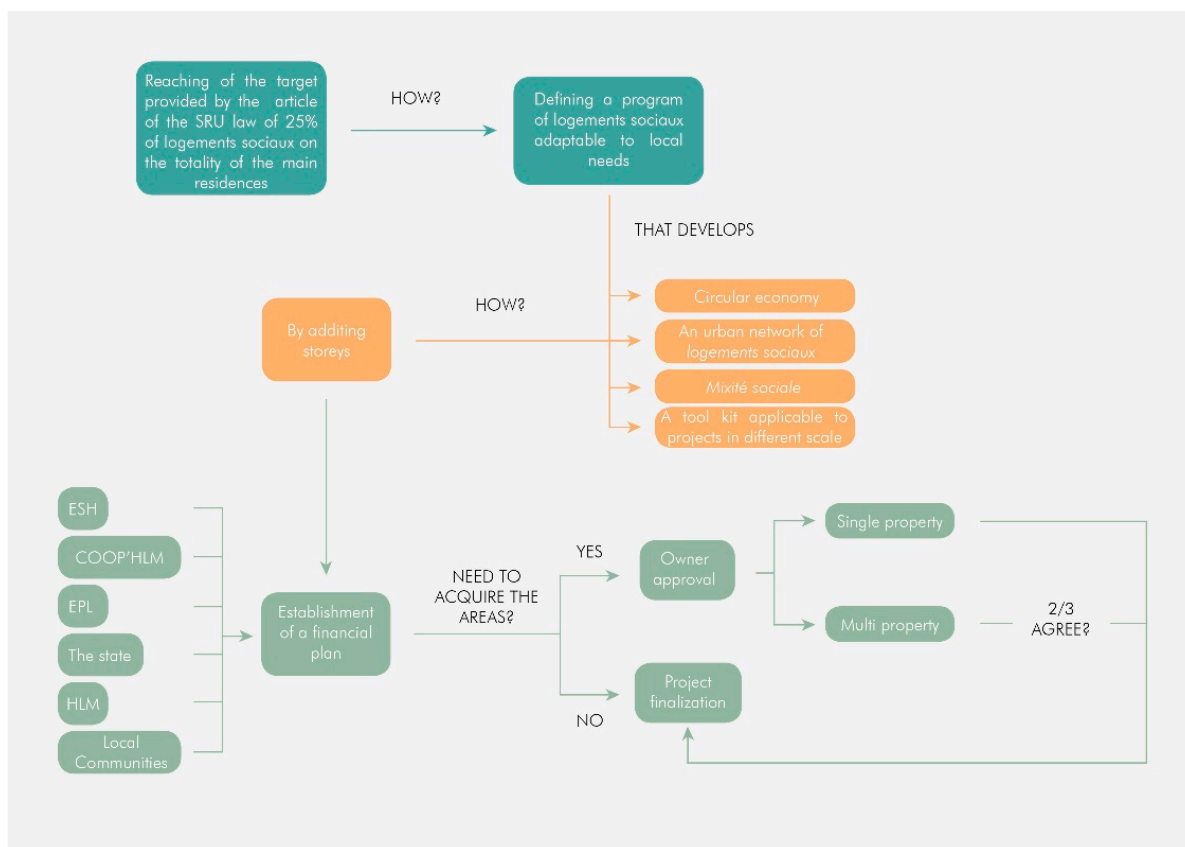 Reaching of the target
provided by the article
of the SRU law of 25%
of logements sociaux on
the totality of the main
residences
HOW?
Defining a program
of logements sociaux
adaptable to local
needs
THAT DEVELOPS
By additing
storeys
HOW?
Circular economy
An urban network of
logements sociaux
Mixité sociale
A tool kit applicable to
projects in different scale
ESH
COOP'HLM
EPL
The state
HLM
Local
Communities
Establishment
of a financial
plan
NEED TO
ACQUIRE THE
AREAS?
YES
NO
Owner
approval
Project
finalization
Single property
Multi property
2/3
AGREE?